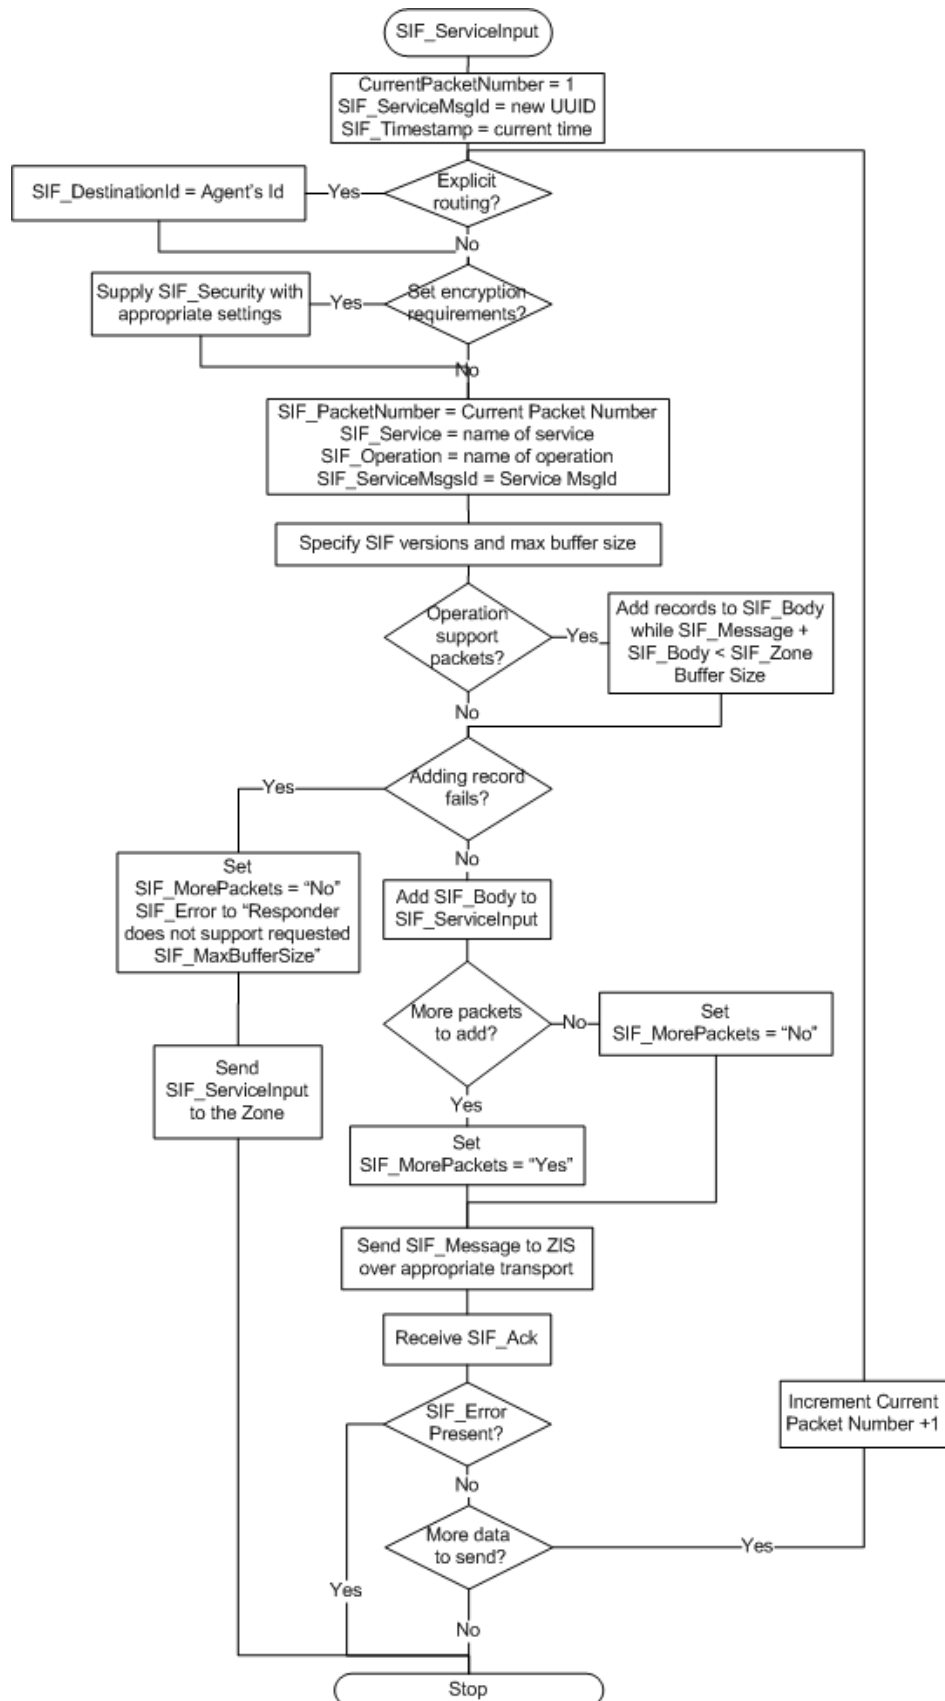 SIF_ServiceInput
CurrentPacketNumber = 1
SIF_ServiceMsgId = new UUID
SIF_Timestamp = current time
SIF_DestinationId = Agent's Id
Yes
Explicit
routing?
No
Supply SIF_Security with
appropriate settings
Yes
Set encryption
requirements?
No
SIF_PacketNumber = Current Packet Number
SIF_Service = name of service
SIF_Operation = name of operation
SIF_ServiceMsgsId = Service MsgId
Specify SIF versions and max buffer size
Operation
support
packets?
Yes
Add records to SIF_Body
while SIF_Message +
SIF_Body < SIF_Zone
Buffer Size
No
Adding record
fails?
Yes
No
Set
SIF_MorePackets = “No”
SIF_Error to “Responder
does not support requested
SIF_MaxBufferSize”
Add SIF_Body to
SIF_ServiceInput
More packets
to add?
No
Set
SIF_MorePackets = “No”
Send
SIF_ServiceInput
to the Zone
Yes
Set
SIF_MorePackets = “Yes”
Send SIF_Message to ZIS
over appropriate transport
Receive SIF_Ack
SIF_Error
Present?
Increment Current
Packet Number +1
No
More data
to send?
Yes
Yes
No
Stop